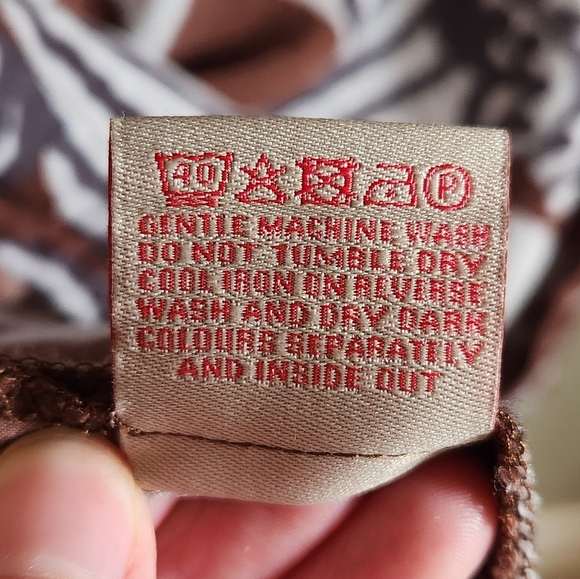 40 P
GENTLE MACHINE WASH
DO NOT TUMBLE DRY
COOL IRON ON REVERSE
WASH AND DRY DARK
COLOURS SEPARATELY
AND INSIDE OUT